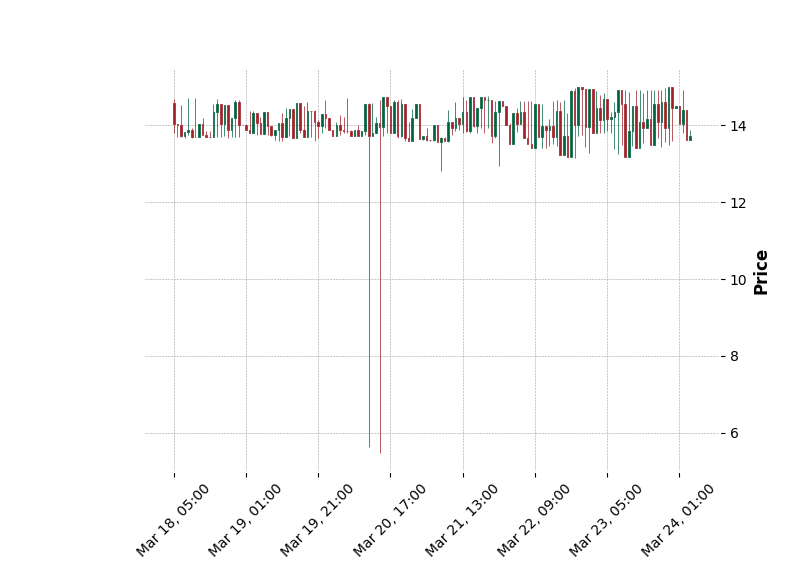 14
12
10
8
6
Price
Mar 18, 05:00
Mar 19, 01:00
Mar 19, 21:00
Mar 20, 17:00
Mar 21, 13:00
Mar 22, 09:00
Mar 23, 05:00
Mar 24, 01:00